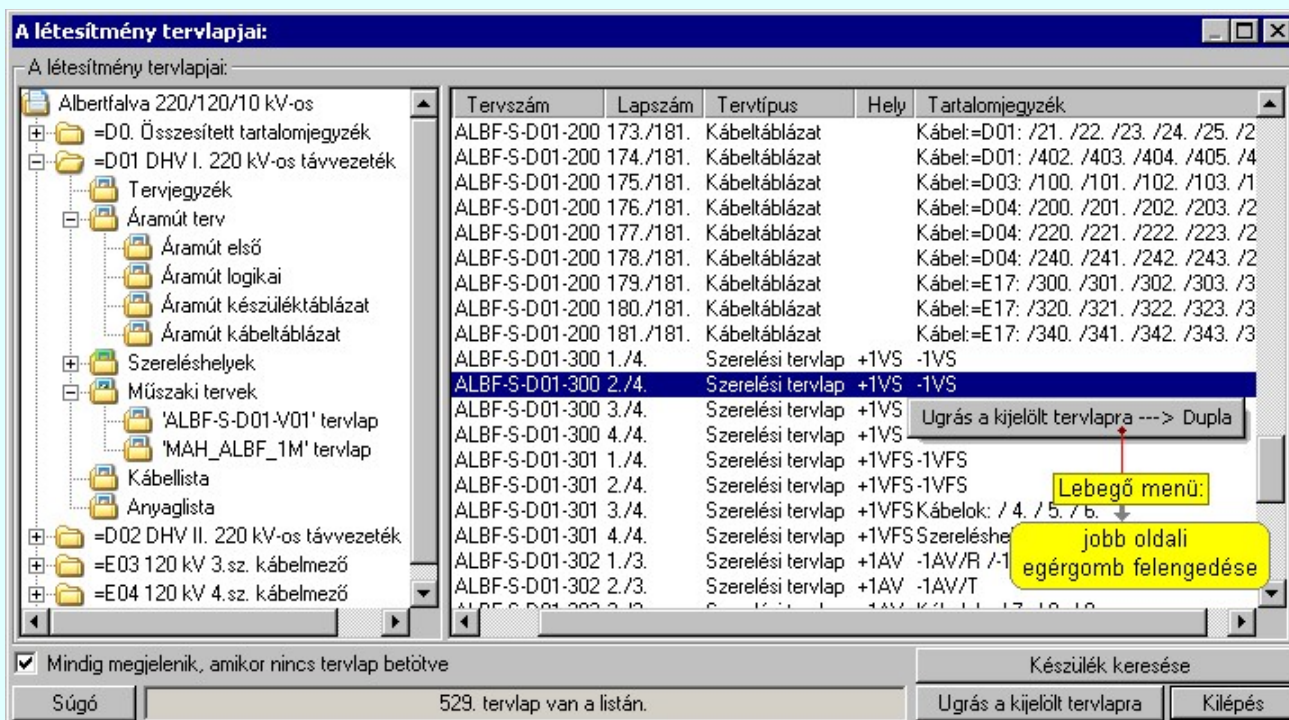 A létesítmény tervlapjai:
A létesítmény tervlapjai:
Albertfalva 220/120/10 kV-os
=D0. Összesített tartalomjegyzék
=D01 DHV I. 220 kV-os távvezeték
Tervjegyzék
Áramút terv
Áramút első
Áramút logikai
Áramút készüléktáblázat
Áramút kábeltáblázat
Szereléshelyek
Műszaki tervek
'ALBF-S-D01-V01' tervlap
'MAH_ALBF_1M' tervlap
Kábellista
Anyaglista
=D02 DHV II. 220 kV-os távvezeték
=E03 120 kV 3.sz. kábelmező
=E04 120 kV 4.sz. kábelmező
Tervszám Lapszám Tervtípus Hely Tartalomjegyzék
ALBF-S-D01-200 173./181. Kábeltáblázat Kábel:=D01: /21. /22. /23. /24. /25. /2
ALBF-S-D01-200 174./181. Kábeltáblázat Kábel:=D01: /402. /403. /404. /405. /4
ALBF-S-D01-200 175./181. Kábeltáblázat Kábel:=D03: /100. /101. /102. /103. /1
ALBF-S-D01-200 176./181. Kábeltáblázat Kábel:=D04: /200. /201. /202. /203. /2
ALBF-S-D01-200 177./181. Kábeltáblázat Kábel:=D04: /220. /221. /222. /223. /2
ALBF-S-D01-200 178./181. Kábeltáblázat Kábel:=D04: /240. /241. /242. /243. /2
ALBF-S-D01-200 179./181. Kábeltáblázat Kábel:=E17: /300. /301. /302. /303. /3
ALBF-S-D01-200 180./181. Kábeltáblázat Kábel:=E17: /320. /321. /322. /323. /3
ALBF-S-D01-200 181./181. Kábeltáblázat Kábel:=E17: /340. /341. /342. /343. /3
ALBF-S-D01-300 1./4. Szerelési tervlap +1VS -1VS
ALBF-S-D01-300 2./4. Szerelési tervlap +1VS -1VS
ALBF-S-D01-300 3./4. Szerelési tervlap +1VS
ALBF-S-D01-300 4./4. Szerelési tervlap +1VS
ALBF-S-D01-301 1./4. Szerelési tervlap +1VFS -1VFS
ALBF-S-D01-301 2./4. Szerelési tervlap +1VFS -1VFS
ALBF-S-D01-301 3./4. Szerelési tervlap +1VFS Kábelok: / 4. / 5. / 6.
ALBF-S-D01-301 4./4. Szerelési tervlap +1VFS
ALBF-S-D01-302 1./3. Szerelési tervlap +1AV -1AV/R
ALBF-S-D01-302 2./3. Szerelési tervlap +1AV -1AV/T
Ugrás a kijelölt tervlapra ---> Dupla
Lebegő menü:
jobb oldali
egérgomb felengedése
Mindig megjelenik, amikor nincs tervlap betötve
Készülék keresése
Súgó
529. tervlap van a listán.
Ugrás a kijelölt tervlapra
Kilépés